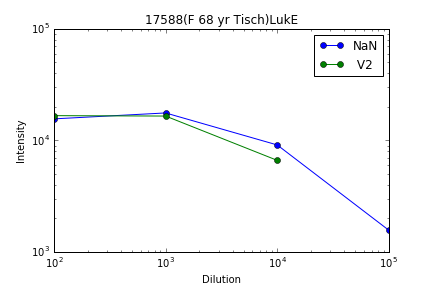 17588(F 68 yr Tisch)LukE
10^5
10^4
10^3
Intensity
NaN
V2
10^2 10^3 10^4 10^5
Dilution